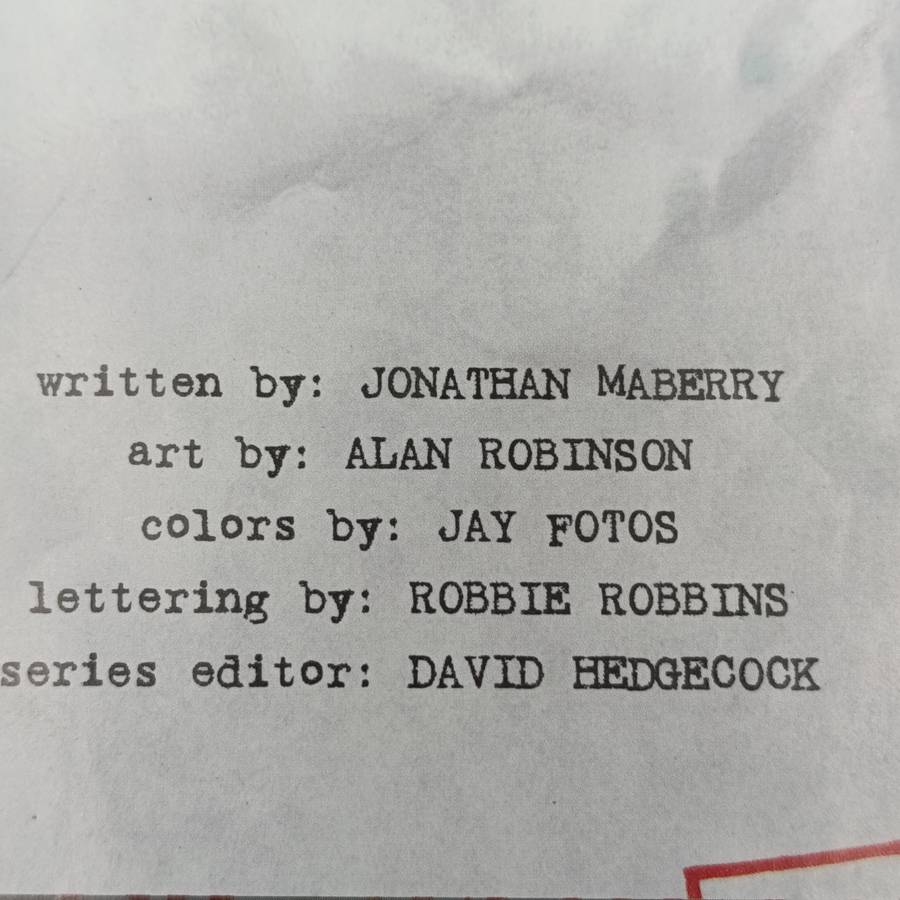 written by: JONATHAN MABERRY
art by: ALAN ROBINSON
colors by: JAY FOTOS
lettering by: ROBBIE ROBBINS
series editor: DAVID HEDGECOCK